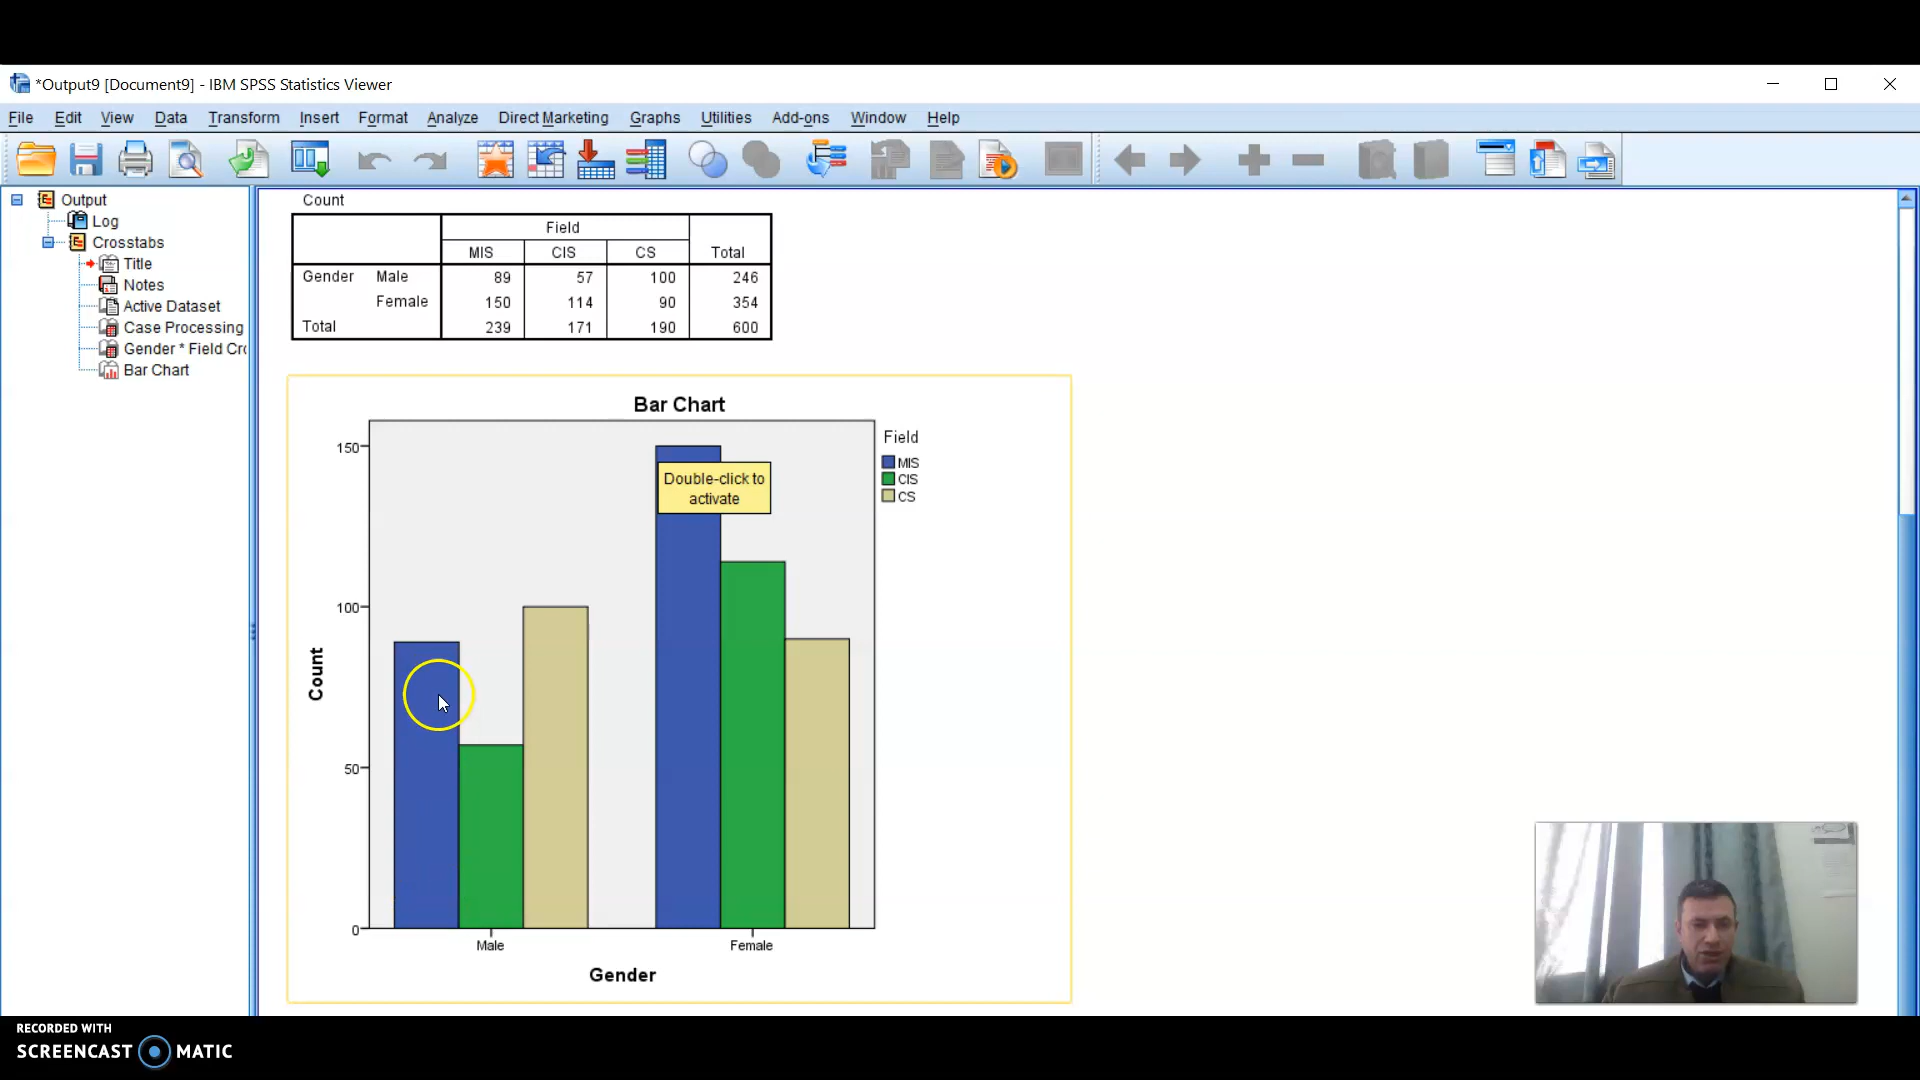 *Output9 [Document9] - IBM SPSS Statistics Viewer
File Edit View Data Transform Insert Format Analyze Direct Marketing Graphs Utilities Add-ons Window Help
Output
Log
Crosstabs
Title
Notes
Active Dataset
Case Processing
Gender * Field Cro
Bar Chart
Count
Field
MIS CIS CS Total
Gender Male 89 57 100 246
Female 150 114 90 354
Total 239 171 190 600
Bar Chart
Field
MIS
CIS
CS
Double-click to
activate
150
100
50
0
Count
Male Female
Gender
RECORDED WITH
SCREENCAST MATIC